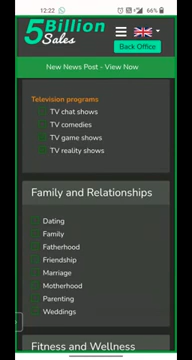 12:22
66%
5 Billion
Sales
Back Office
New News Post - View Now
Television programs
TV chat shows
TV comedies
TV game shows
TV reality shows
Family and Relationships
Dating
Family
Fatherhood
Friendship
Marriage
Motherhood
Parenting
Weddings
Fitness and Wellness